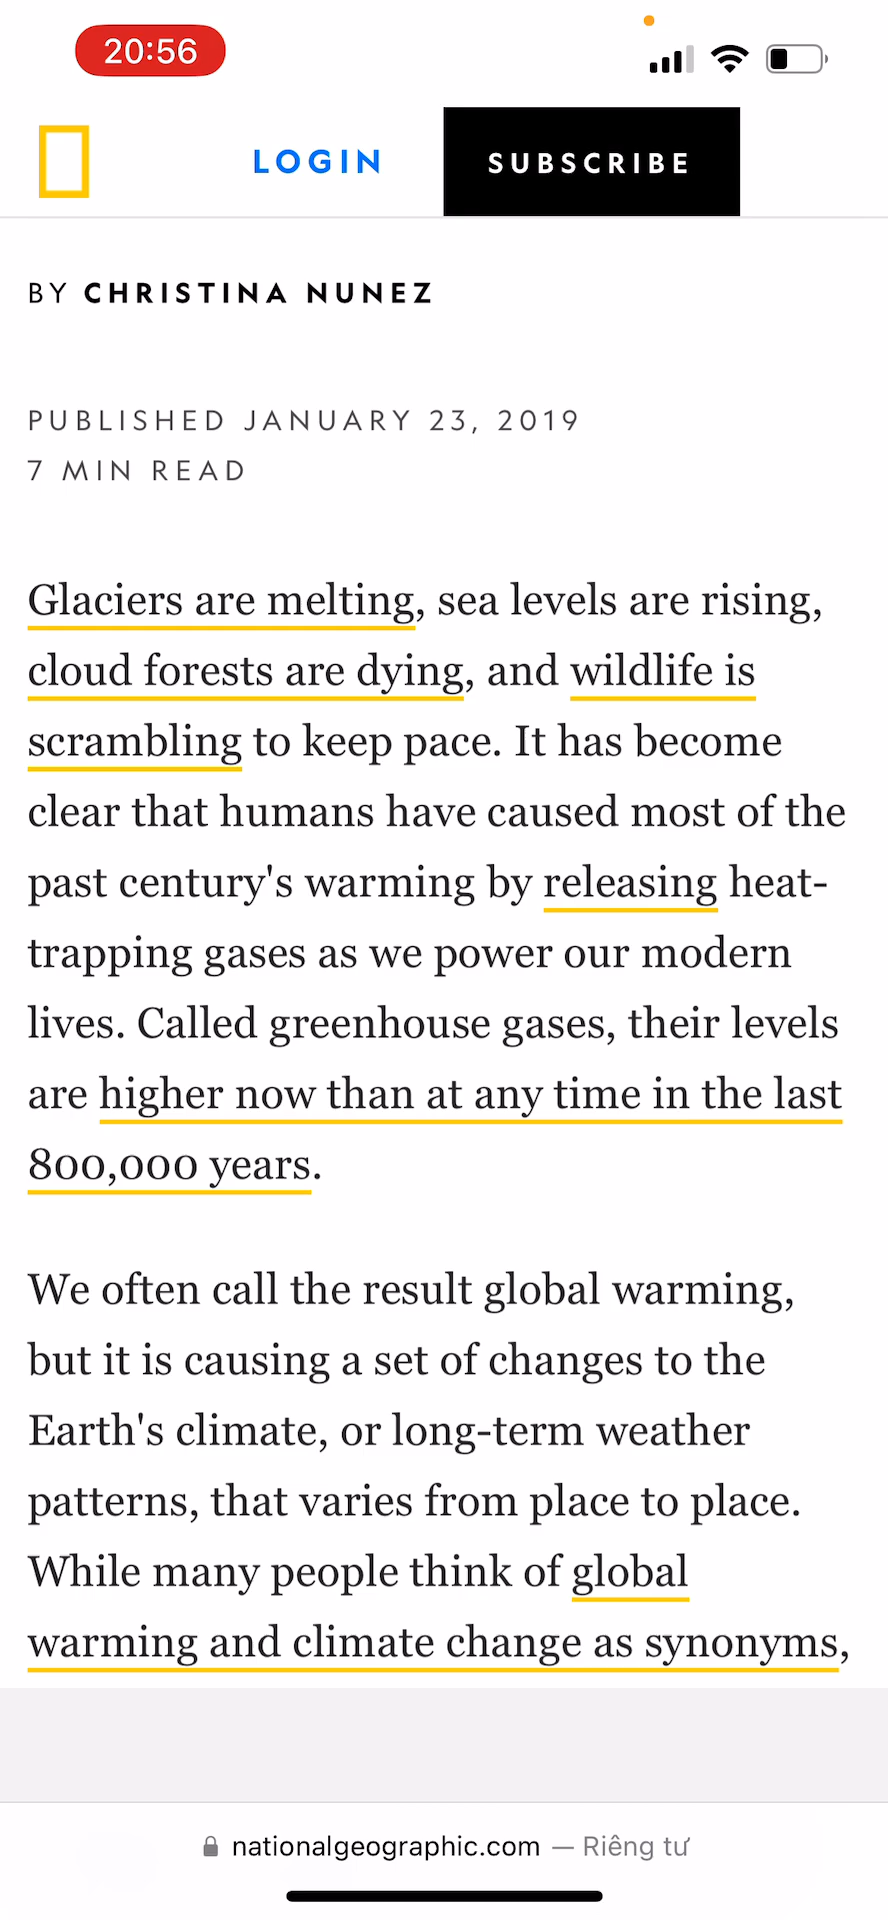 20:56
LOGIN
SUBSCRIBE
BY CHRISTINA NUNEZ
PUBLISHED JANUARY 23, 2019
7 MIN READ
Glaciers are melting, sea levels are rising,
cloud forests are dying, and wildlife is
scrambling to keep pace. It has become
clear that humans have caused most of the
past century's warming by releasing heat-
trapping gases as we power our modern
lives. Called greenhouse gases, their levels
are higher now than at any time in the last
800,000 years.
We often call the result global warming,
but it is causing a set of changes to the
Earth's climate, or long-term weather
patterns, that varies from place to place.
While many people think of global
warming and climate change as synonyms,
nationalgeographic.com — Riêng tư